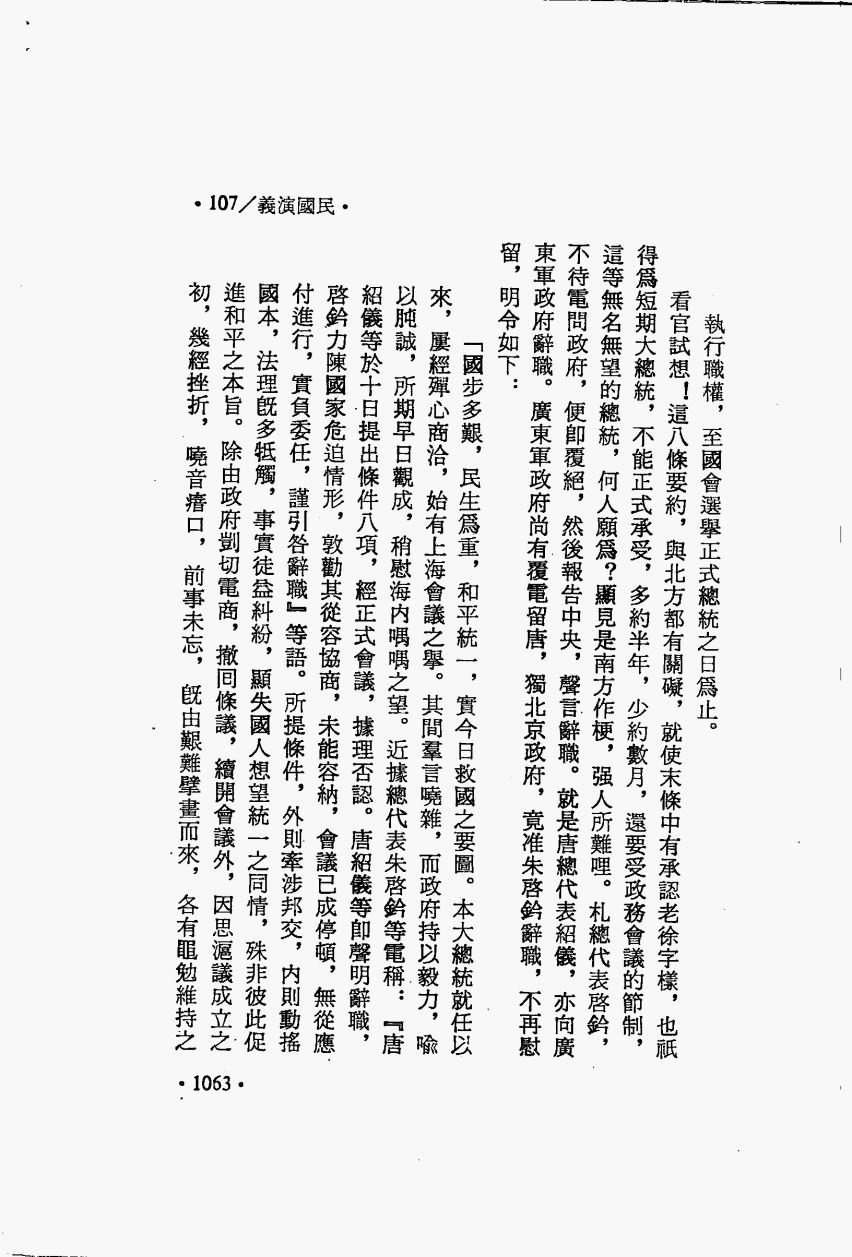 •107/義演國民•
執行職權，至國會選舉正式總統之日爲止。
看官試想！這八條要約，與北方都有關礙，就使末條中有承認老徐字樣，也祇
得爲短期大總統，不能正式承受，多約半年，少約數月，還要受政務會議的節制，
這等無名無望的總統，何人願爲？顯見是南方作梗，强人所難哩。札總代表啓鈐，
不待電問政府，便卽覆絕，然後報告中央，聲言辭職。就是唐總代表紹儀，亦向廣
東軍政府辭職。廣東軍政府尚有覆電留唐，獨北京政府，竟准朱啓鈐辭職，不再慰
留，明令如下：
「國步多艱，民生爲重，和平統一，實今日救國之要圖。本大總統就任以
來，屢經殫心商洽，始有上海會議之舉。其間羣言嘵雜，而政府持以毅力，喩
以肫誠，所期早日觀成，稍慰海內喁喁之望。近據總代表朱啓鈐等電稱：『唐
紹儀等於十日提出條件八項，經正式會議，據理否認。唐紹儀等卽聲明辭職，
啓鈐力陳國家危迫情形，敦勸其從容協商，未能容納，會議已成停頓，無從應
付進行，實負委任，謹引咎辭職』等語。所提條件，外則牽涉邦交，內則動搖
國本，法理旣多牴觸，事實徒益糾紛，顯失國人想望統一之同情，殊非彼此促
進和平之本旨。除由政府剴切電商，撤囘條議，續開會議外，因思滬議成立之
初，幾經挫折，嘵音瘏口，前事未忘，旣由艱難擘畫而來，各有黽勉維持之
•1063•